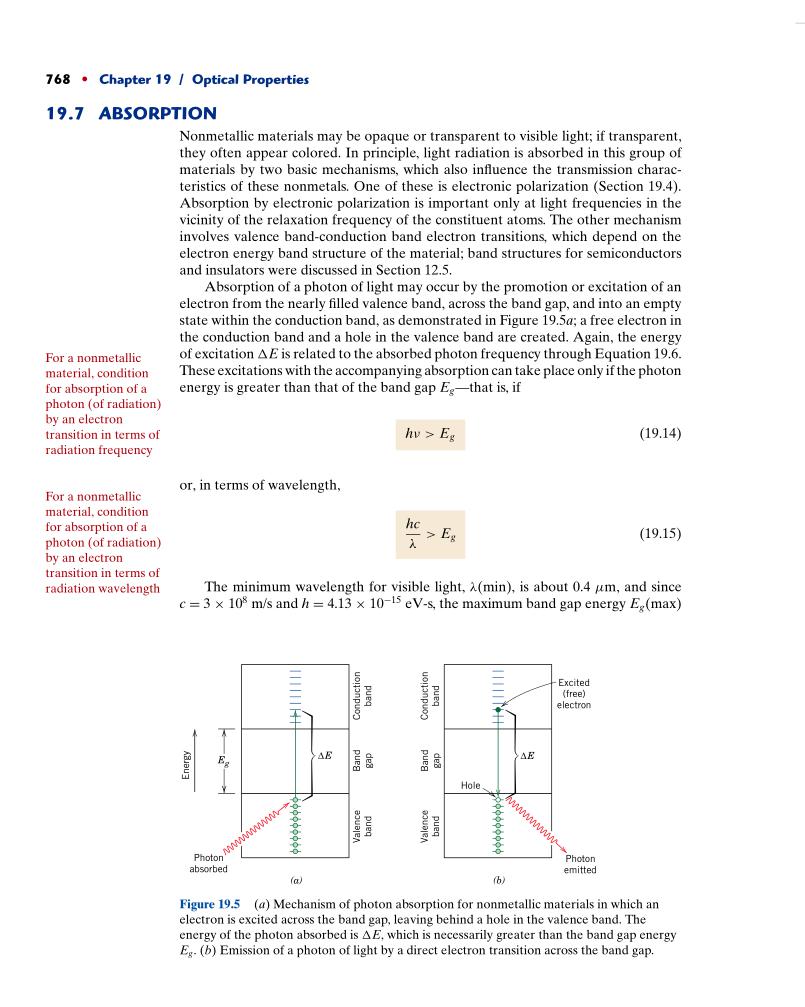 768 • Chapter 19 / Optical Properties
19.7 ABSORPTION
Nonmetallic materials may be opaque or transparent to visible light; if transparent,
they often appear colored. In principle, light radiation is absorbed in this group of
materials by two basic mechanisms, which also influence the transmission charac-
teristics of these nonmetals. One of these is electronic polarization (Section 19.4).
Absorption by electronic polarization is important only at light frequencies in the
vicinity of the relaxation frequency of the constituent atoms. The other mechanism
involves valence band-conduction band electron transitions, which depend on the
electron energy band structure of the material; band structures for semiconductors
and insulators were discussed in Section 12.5.
Absorption of a photon of light may occur by the promotion or excitation of an
electron from the nearly filled valence band, across the band gap, and into an empty
state within the conduction band, as demonstrated in Figure 19.5a; a free electron in
the conduction band and a hole in the valence band are created. Again, the energy
of excitation ΔE is related to the absorbed photon frequency through Equation 19.6.
These excitations with the accompanying absorption can take place only if the photon
energy is greater than that of the band gap E_g—that is, if
For a nonmetallic
material, condition
for absorption of a
photon (of radiation)
by an electron
transition in terms of
radiation frequency
hν > E_g (19.14)
or, in terms of wavelength,
For a nonmetallic
material, condition
for absorption of a
photon (of radiation)
by an electron
transition in terms of
radiation wavelength
hc/λ > E_g (19.15)
The minimum wavelength for visible light, λ(min), is about 0.4 μm, and since
c = 3 × 10⁸ m/s and h = 4.13 × 10⁻¹⁵ eV-s, the maximum band gap energy E_g(max)
Energy
E_g
ΔE
Conduction
band
Band
gap
Valence
band
Photon
absorbed
(a)
Conduction
band
Band
gap
Valence
band
Excited
(free)
electron
ΔE
Hole
Photon
emitted
(b)
Figure 19.5 (a) Mechanism of photon absorption for nonmetallic materials in which an
electron is excited across the band gap, leaving behind a hole in the valence band. The
energy of the photon absorbed is ΔE, which is necessarily greater than the band gap energy
E_g. (b) Emission of a photon of light by a direct electron transition across the band gap.